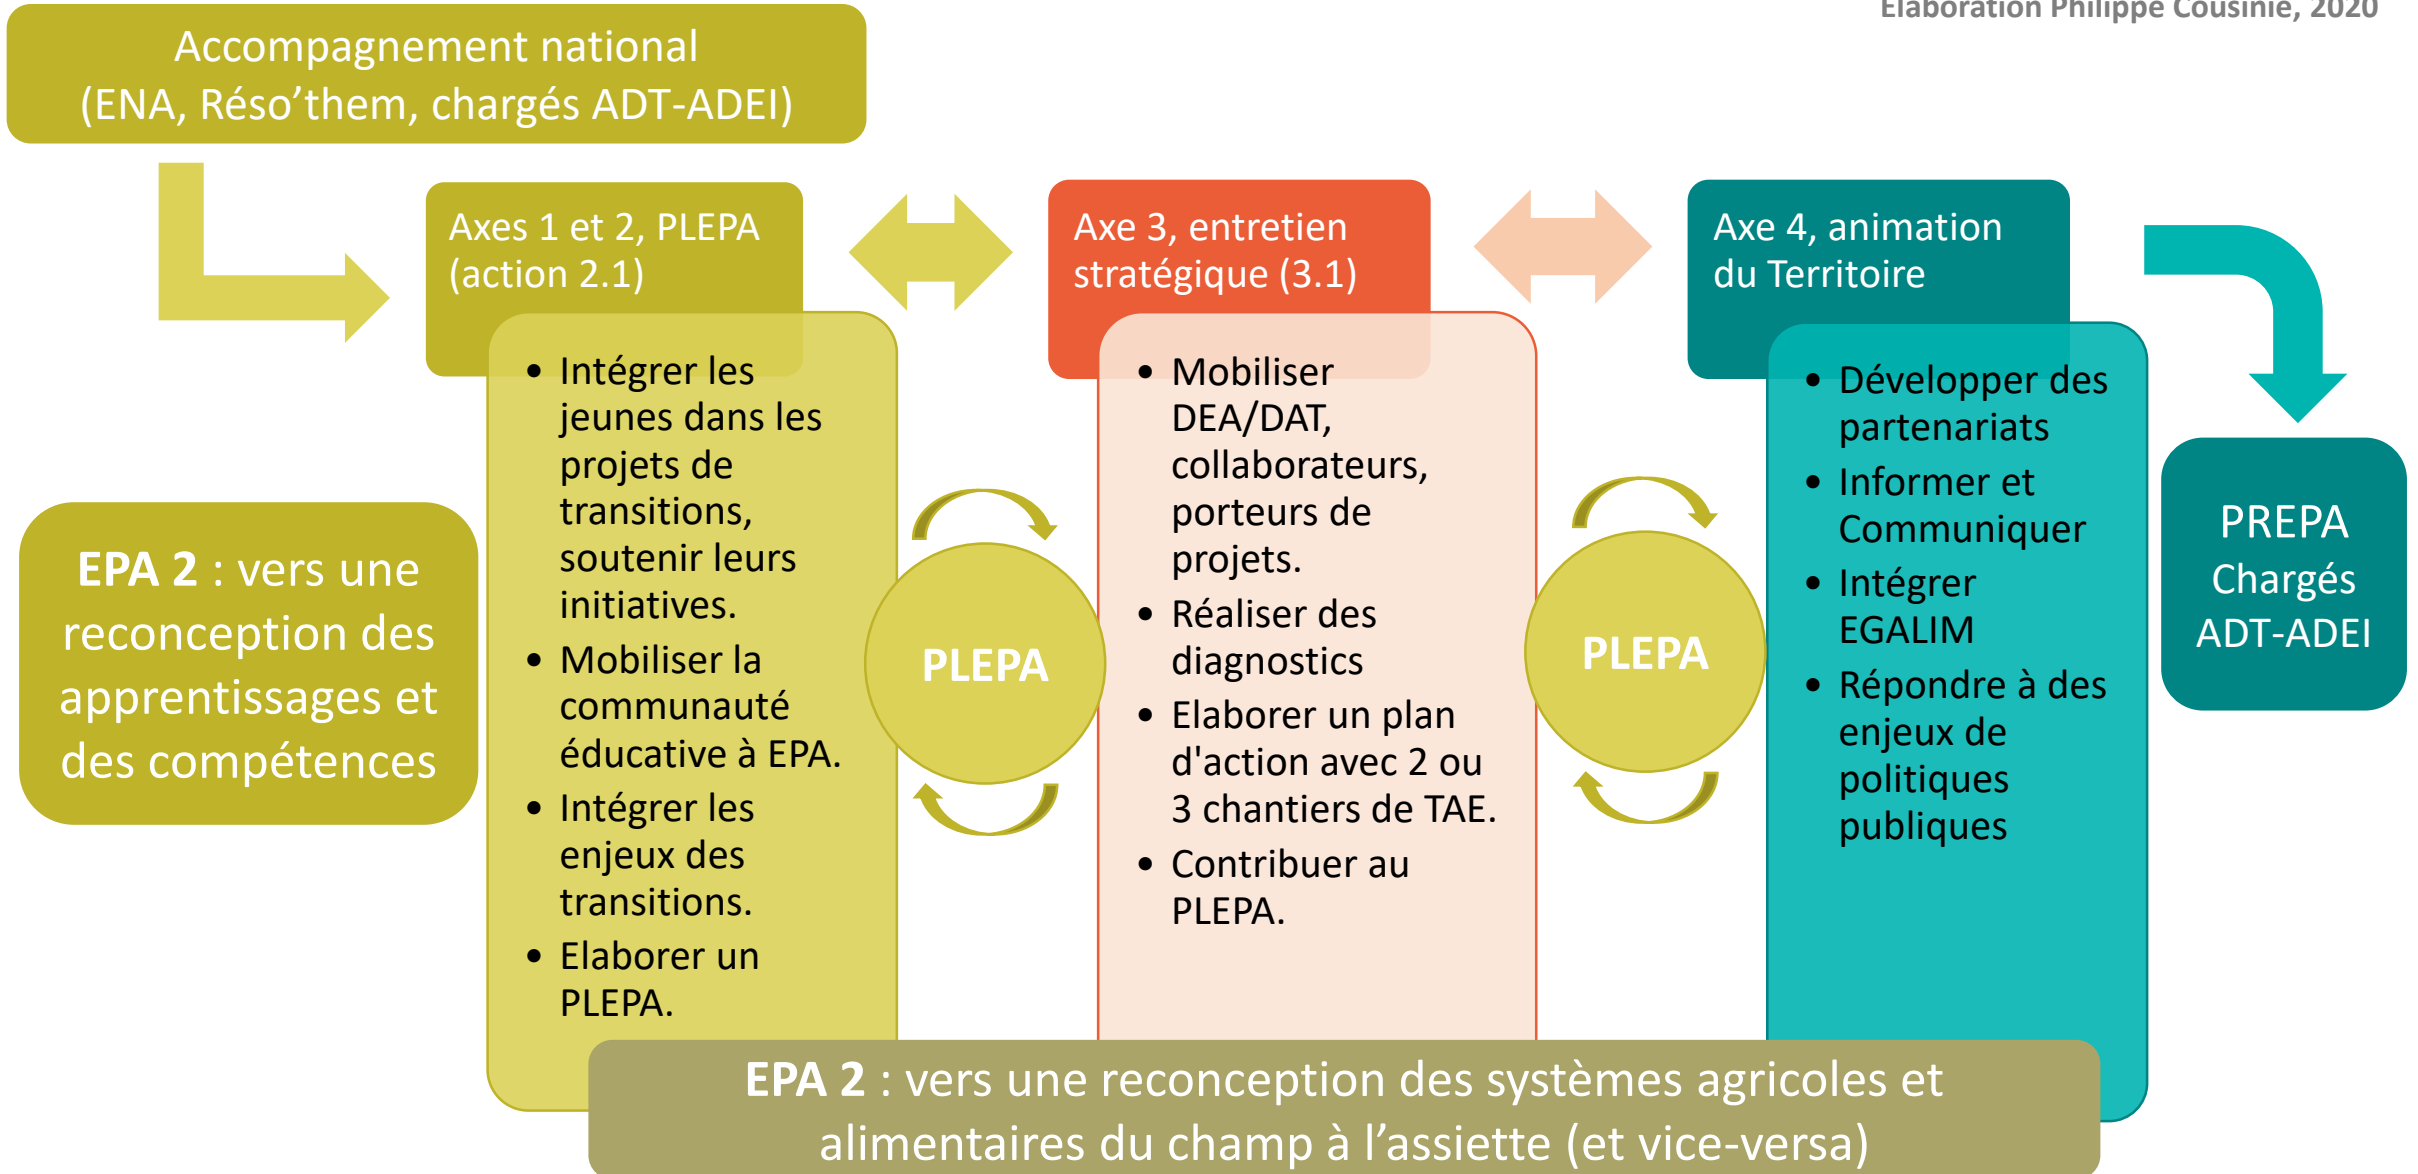 Elaboration Philippe Cousinié, 2020
Accompagnement national
(ENA, Réso’them, chargés ADT-ADEI)
Axes 1 et 2, PLEPA
(action 2.1)
• Intégrer les
jeunes dans les
projets de
transitions,
soutenir leurs
initiatives.
• Mobiliser la
communauté
éducative à EPA.
• Intégrer les
enjeux des
transitions.
• Elaborer un
PLEPA.
Axe 3, entretien
stratégique (3.1)
• Mobiliser
DEA/DAT,
collaborateurs,
porteurs de
projets.
• Réaliser des
diagnostics
• Elaborer un plan
d'action avec 2 ou
3 chantiers de TAE.
• Contribuer au
PLEPA.
Axe 4, animation
du Territoire
• Développer des
partenariats
• Informer et
Communiquer
• Intégrer
EGALIM
• Répondre à des
enjeux de
politiques
publiques
EPA 2 : vers une
reconception des
apprentissages et
des compétences
PLEPA
PLEPA
PREPA
Chargés
ADT-ADEI
EPA 2 : vers une reconception des systèmes agricoles et
alimentaires du champ à l’assiette (et vice-versa)